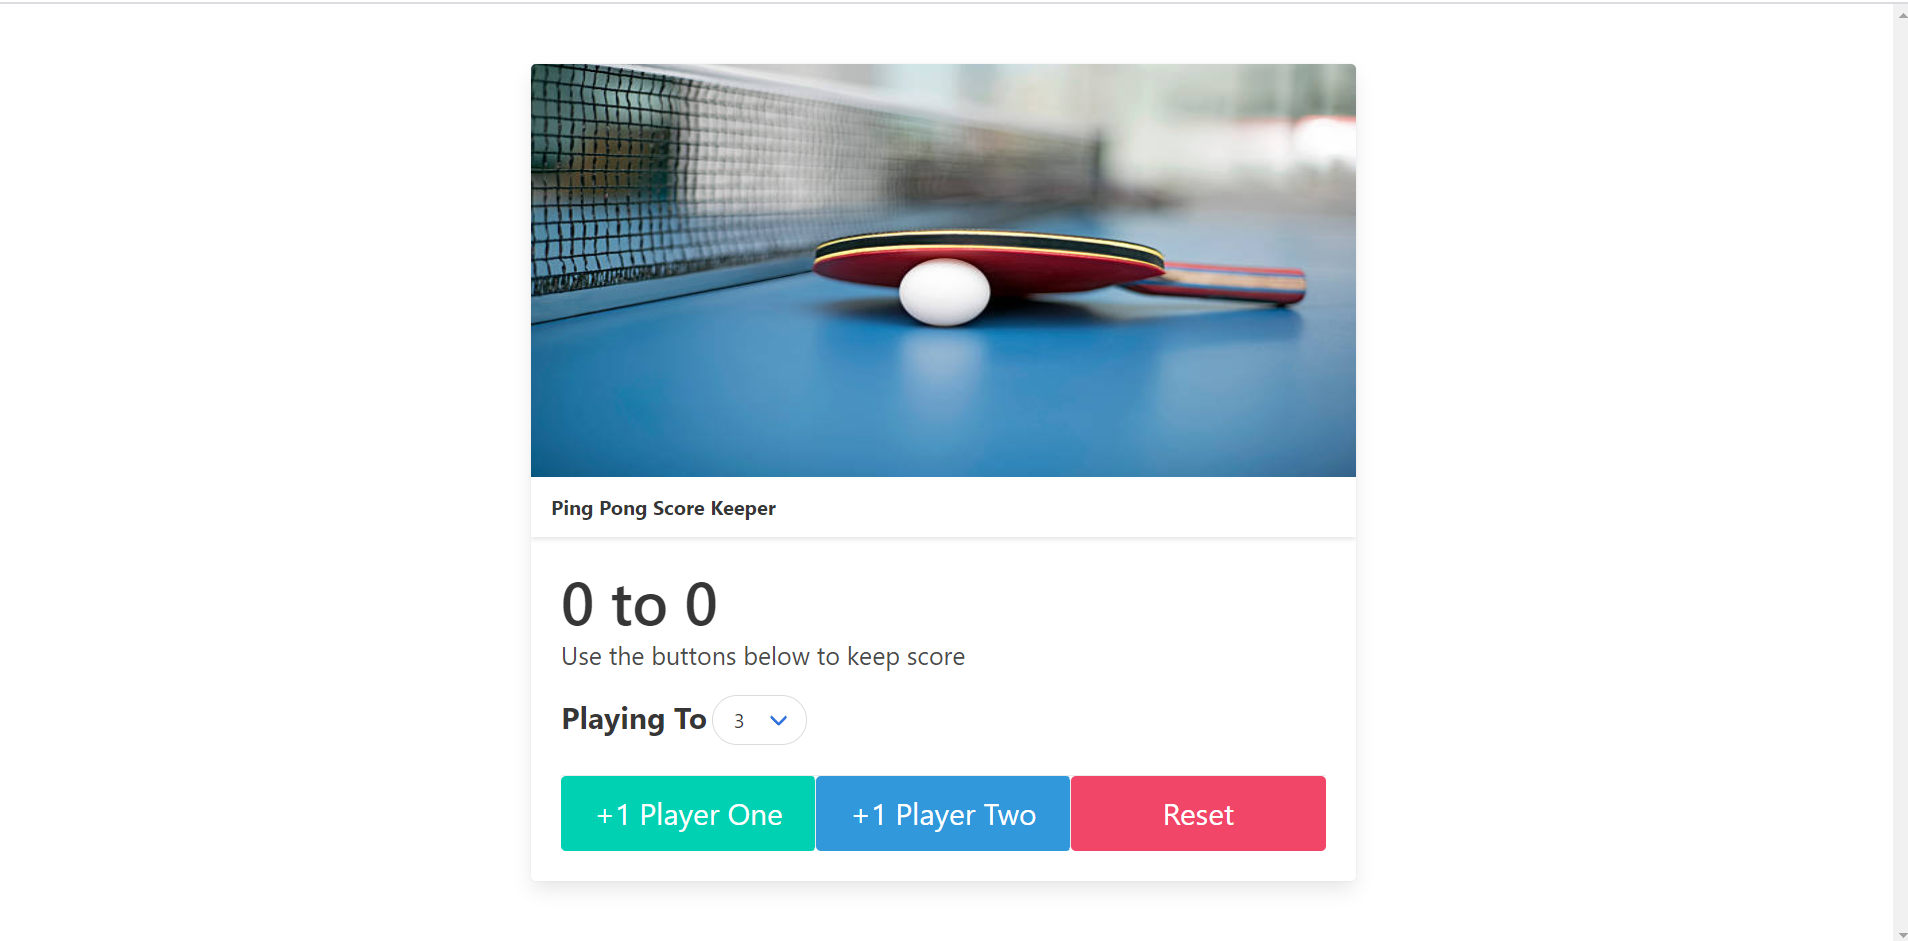 Ping Pong Score Keeper
0 to 0
Use the buttons below to keep score
Playing To 3
+1 Player One +1 Player Two Reset